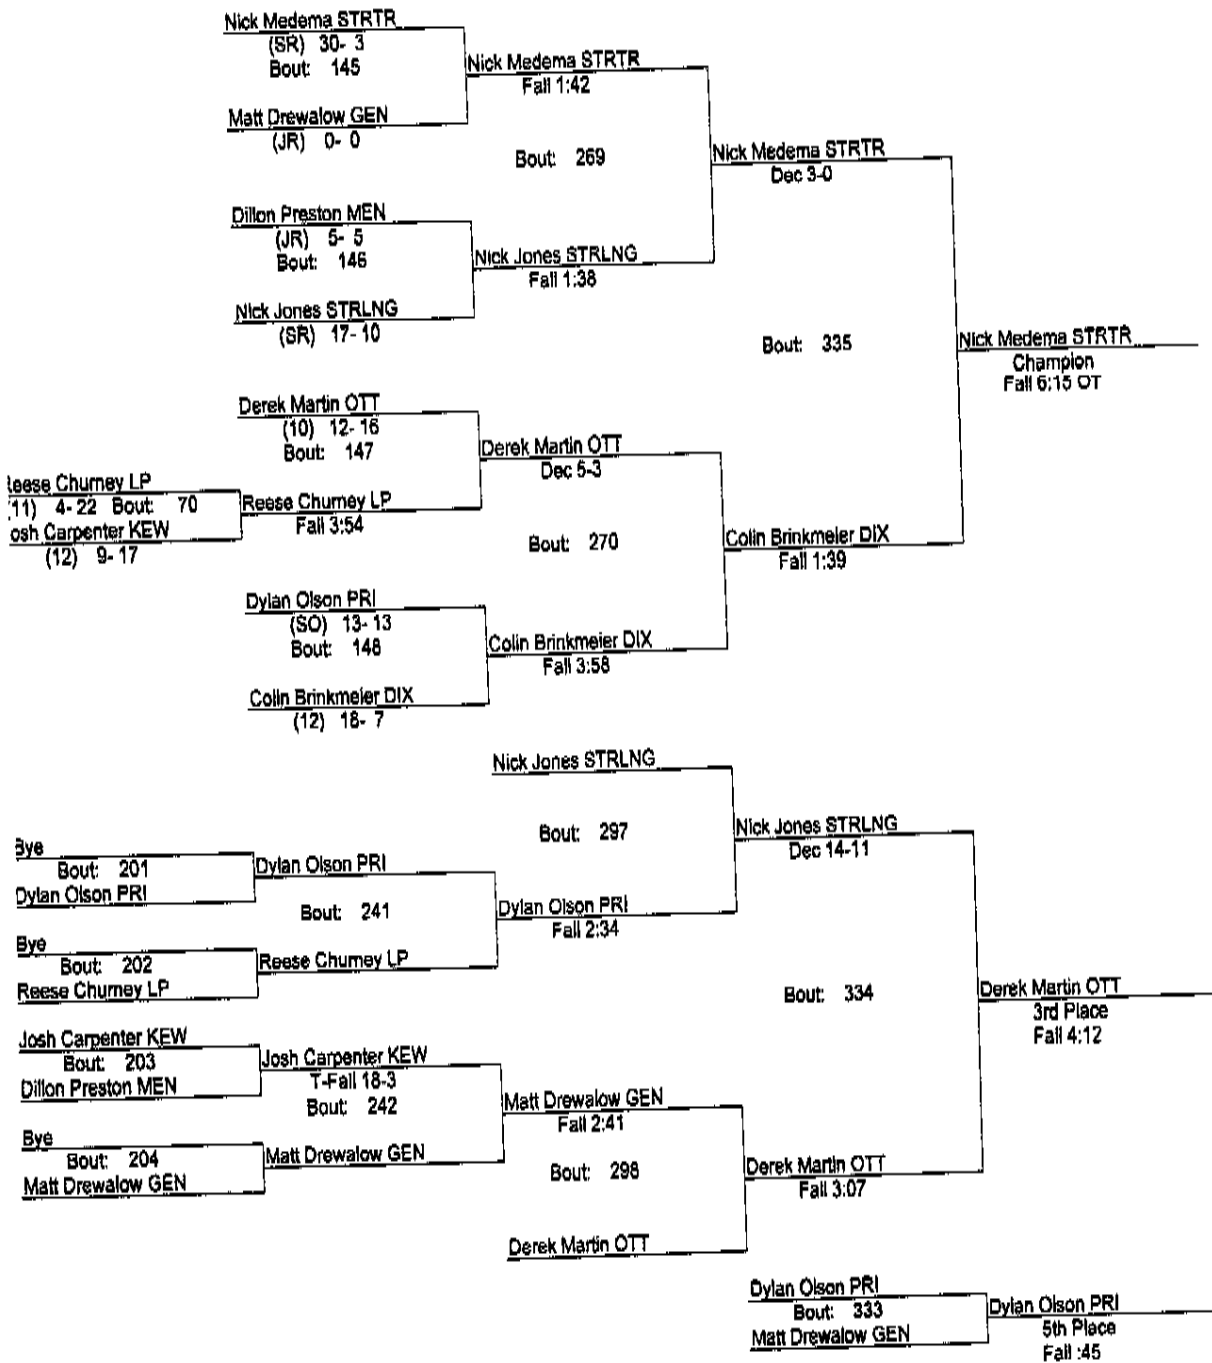 Nick Medema STRTR
(SR) 30- 3
Bout: 145
Nick Medema STRTR
Fall 1:42
Matt Drewalow GEN
(JR) 0- 0
Bout: 269
Nick Medema STRTR
Dec 3-0
Dillon Preston MEN
(JR) 5- 5
Bout: 146
Nick Jones STRLNG
Fall 1:38
Nick Jones STRLNG
(SR) 17- 10
Bout: 335
Nick Medema STRTR
Champion
Fall 6:15 OT
Derek Martin OTT
(10) 12- 16
Bout: 147
Derek Martin OTT
Dec 5-3
Reese Churney LP
(11) 4- 22 Bout: 70
Reese Churney LP
Fall 3:54
Josh Carpenter KEW
(12) 9- 17
Bout: 270
Colin Brinkmeier DIX
Fall 1:39
Dylan Olson PRI
(SO) 13- 13
Bout: 148
Colin Brinkmeier DIX
Fall 3:58
Colin Brinkmeier DIX
(12) 18- 7
Nick Jones STRLNG
Bout: 297
Nick Jones STRLNG
Dec 14-11
Bye
Bout: 201
Dylan Olson PRI
Dylan Olson PRI
Bout: 241
Dylan Olson PRI
Fall 2:34
Bye
Bout: 202
Reese Churney LP
Reese Churney LP
Bout: 334
Derek Martin OTT
3rd Place
Fall 4:12
Josh Carpenter KEW
Bout: 203
Dillon Preston MEN
Josh Carpenter KEW
T-Fall 18-3
Bout: 242
Matt Drewalow GEN
Fall 2:41
Bye
Bout: 204
Matt Drewalow GEN
Matt Drewalow GEN
Bout: 298
Derek Martin OTT
Fall 3:07
Derek Martin OTT
Dylan Olson PRI
Bout: 333
Matt Drewalow GEN
Dylan Olson PRI
5th Place
Fall :45